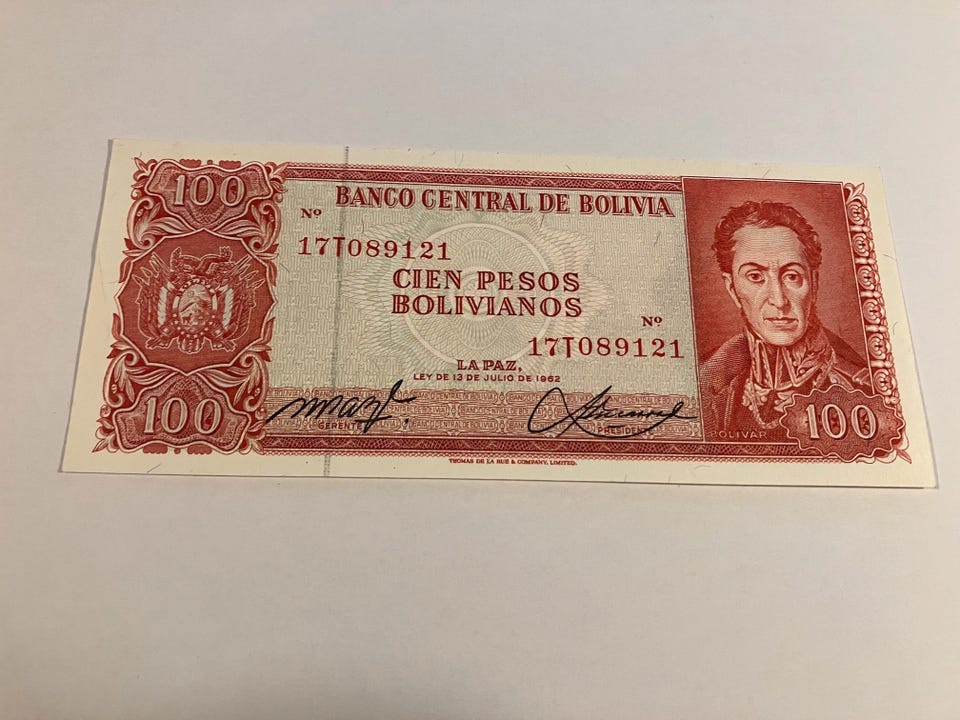 100
BANCO CENTRAL DE BOLIVIA
Nº
17T089121
CIEN PESOS
BOLIVIANOS
Nº
17T089121
LA PAZ,
LEY DE 13 DE JULIO DE 1962
GERENTE
PRESIDENTE
BOLIVAR
100
100
THOMAS DE LA RUE & COMPANY, LIMITED.